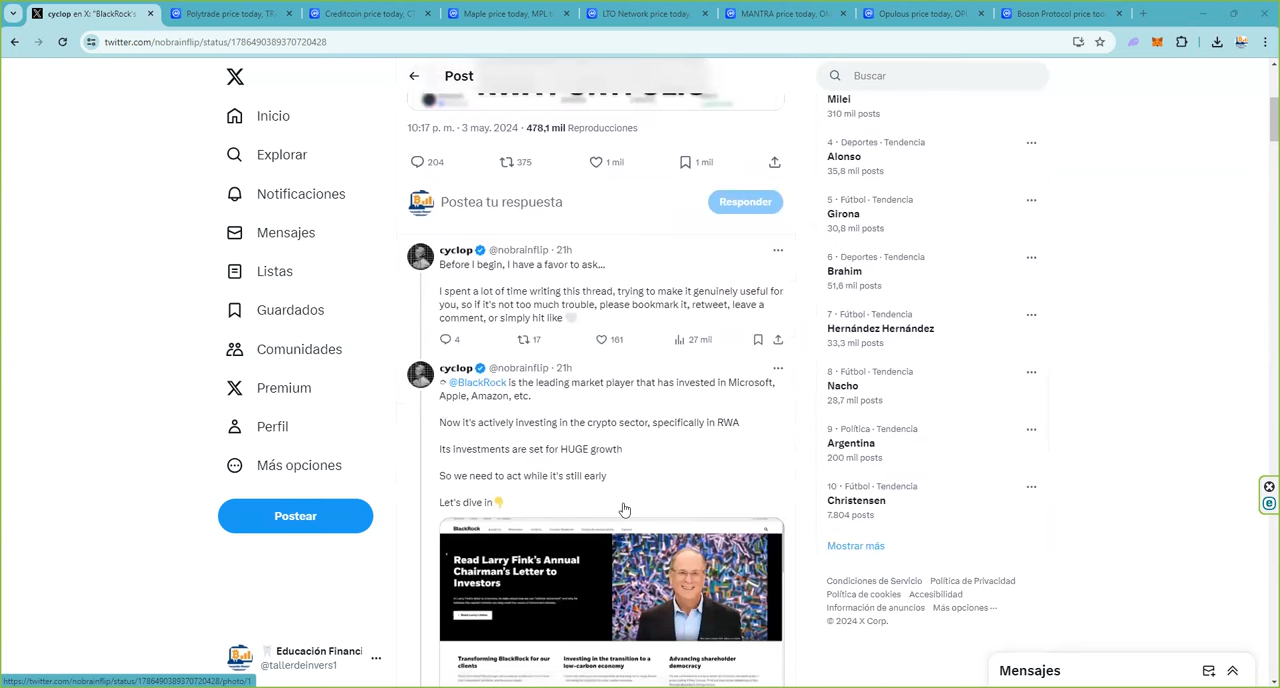 cyclop en X: "BlackRock's
Polytrade price today, TR
Creditcoin price today, CT
Maple price today, MPL t
LTO Network price today,
MANTRA price today, OM
Opulous price today, OPU
Boson Protocol price tod
twitter.com/nobrainflip/status/1786490389370720428
Inicio
Explorar
Notificaciones
Mensajes
Listas
Guardados
Comunidades
Premium
Perfil
Más opciones
Postear
Educación Financi
@tallerdeinvers1
https://twitter.com/nobrainflip/status/1786490389370720428/photo/1
Post
10:17 p. m. · 3 may. 2024 · 478,1 mil Reproducciones
204
375
1 mil
1 mil
Postea tu respuesta
Responder
cyclop @nobrainflip · 21h
Before I begin, I have a favor to ask...
I spent a lot of time writing this thread, trying to make it genuinely useful for
you, so if it's not too much trouble, please bookmark it, retweet, leave a
comment, or simply hit like
4
17
161
27 mil
cyclop @nobrainflip · 21h
@BlackRock is the leading market player that has invested in Microsoft,
Apple, Amazon, etc.
Now it's actively investing in the crypto sector, specifically in RWA
Its investments are set for HUGE growth
So we need to act while it's still early
Let's dive in
BlackRock
Read Larry Fink's Annual
Chairman's Letter to
Investors
Transforming BlackRock for our
clients
Investing in the transition to a
low-carbon economy
Advancing shareholder
democracy
Buscar
Milei
310 mil posts
4 · Deportes · Tendencia
Alonso
35,8 mil posts
5 · Fútbol · Tendencia
Girona
30,8 mil posts
6 · Deportes · Tendencia
Brahim
51,6 mil posts
7 · Fútbol · Tendencia
Hernández Hernández
33,3 mil posts
8 · Fútbol · Tendencia
Nacho
28,7 mil posts
9 · Política · Tendencia
Argentina
200 mil posts
10 · Fútbol · Tendencia
Christensen
7.804 posts
Mostrar más
Condiciones de Servicio Política de Privacidad
Política de cookies Accesibilidad
Información de anuncios Más opciones ···
© 2024 X Corp.
Mensajes